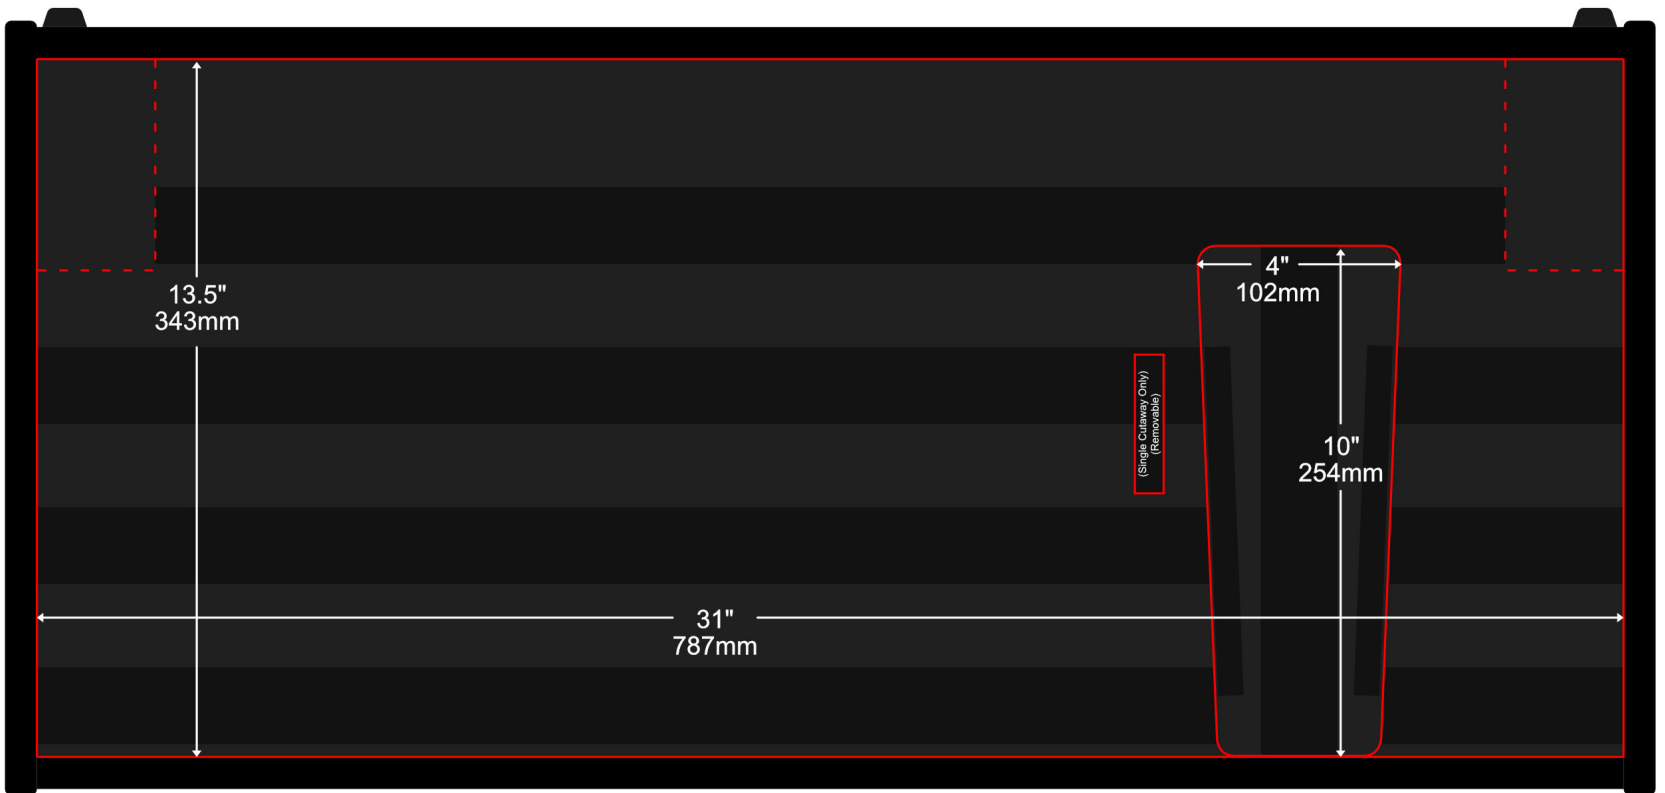 4"
102mm
13.5"
343mm
(Single Cutaway Only)
(Removable)
10"
254mm
31"
787mm